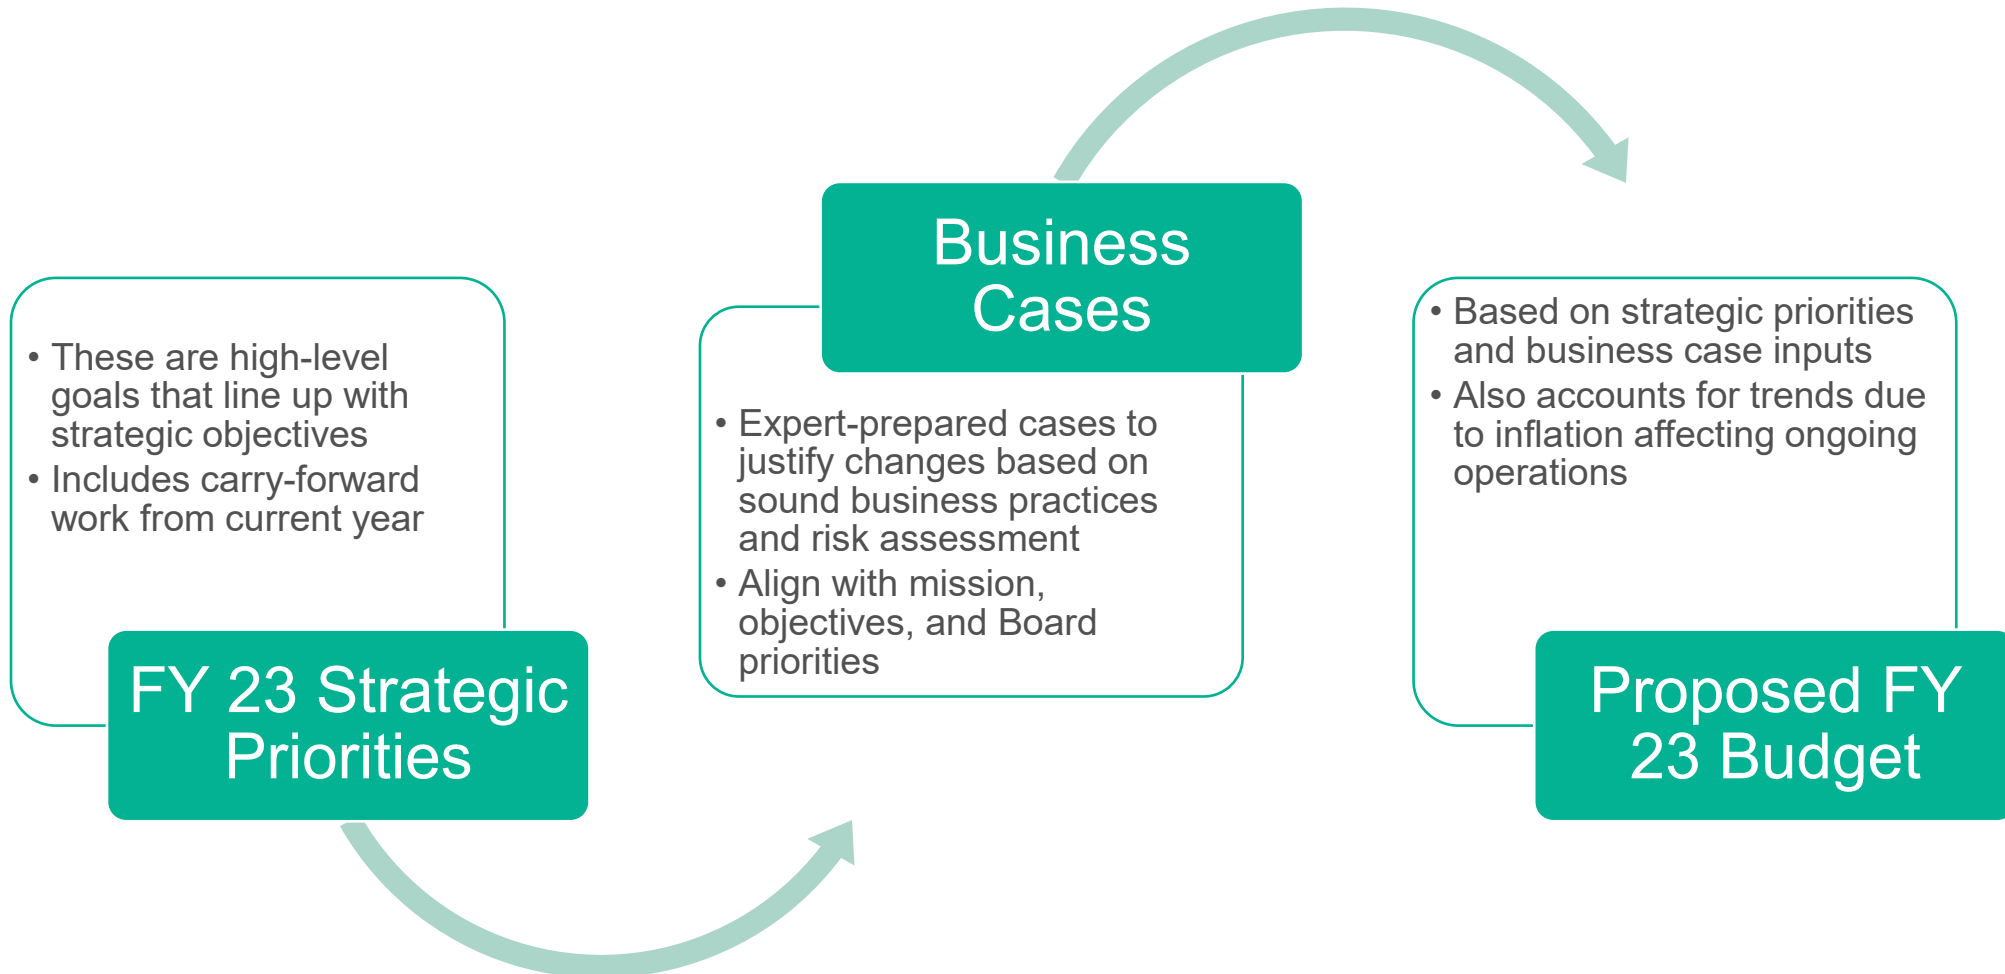 • These are high-level
goals that line up with
strategic objectives
• Includes carry-forward
work from current year
FY 23 Strategic
Priorities
Business
Cases
• Expert-prepared cases to
justify changes based on
sound business practices
and risk assessment
• Align with mission,
objectives, and Board
priorities
• Based on strategic priorities
and business case inputs
• Also accounts for trends due
to inflation affecting ongoing
operations
Proposed FY
23 Budget